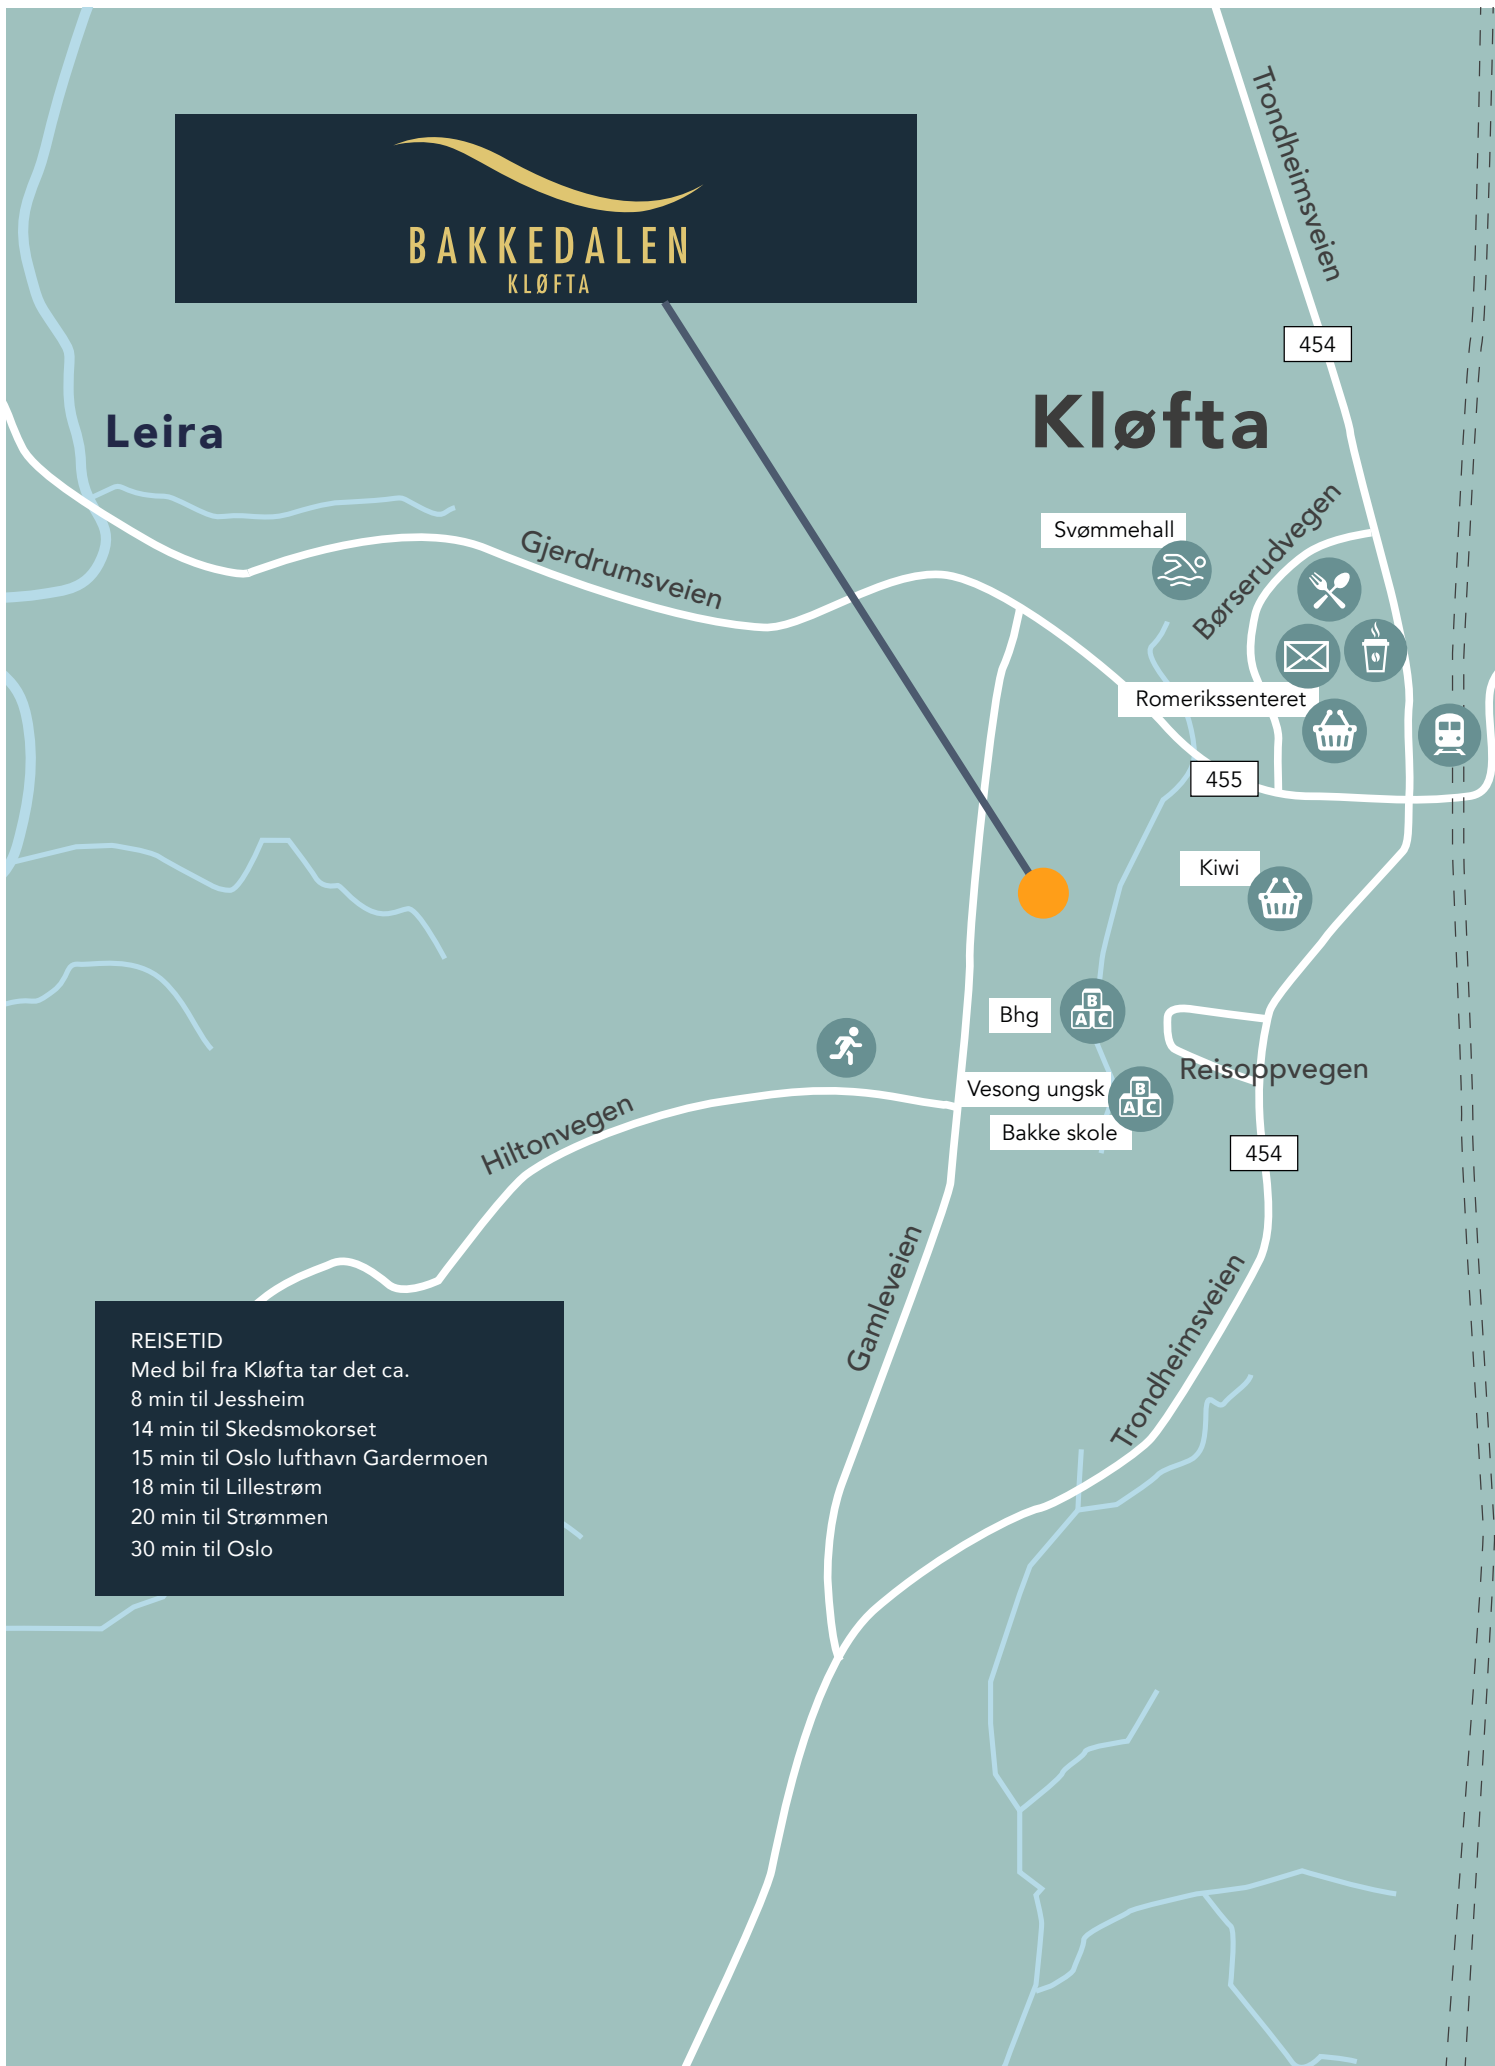 Trondheimsveien
BAKKEDALEN
KLØFTA
454
Kløfta
Leira
Børserudvegen
Svømmehall
Gjerdrumsveien
Romerikssenteret
455
Kiwi
Bhg
B
A C
Reisoppvegen
Vesong ungsk
B
A C
Bakke skole
Hiltonvegen
454
Gamleveien
Trondheimsveien
REISETID
Med bil fra Kløfta tar det ca.
8 min til Jessheim
14 min til Skedsmokorset
15 min til Oslo lufthavn Gardermoen
18 min til Lillestrøm
20 min til Strømmen
30 min til Oslo